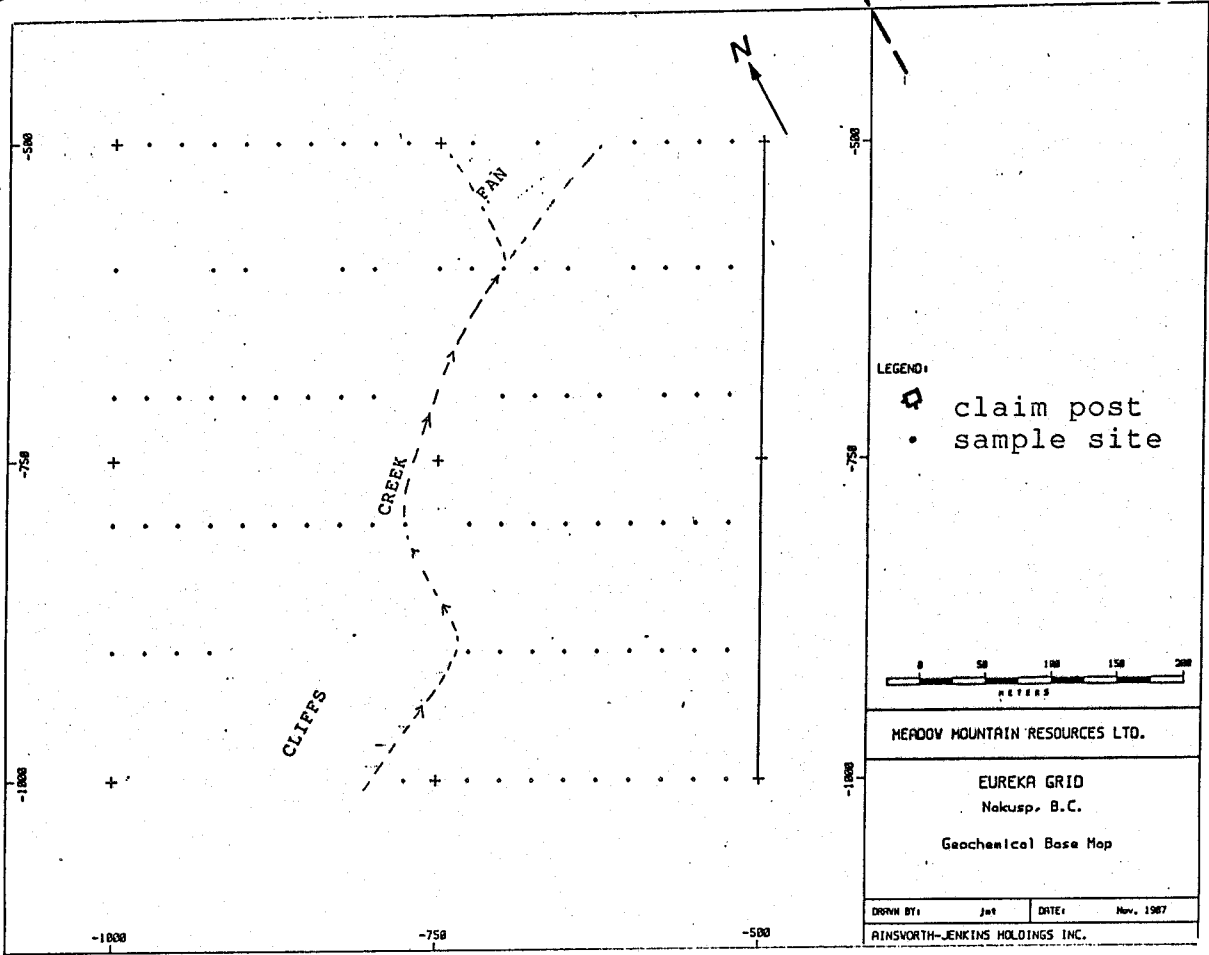 N
-500
-500
FAN
LEGEND:
claim post
sample site
-750
CREEK
-750
0 50 100 150 200
METERS
CLIFFS
MEADOW MOUNTAIN RESOURCES LTD.
-1000
-1000
EUREKA GRID
Nakusp, B.C.
Geochemical Base Map
DRAWN BY: jmt DATE: Nov. 1987
AINSWORTH-JENKINS HOLDINGS INC.
-1000 -750 -500